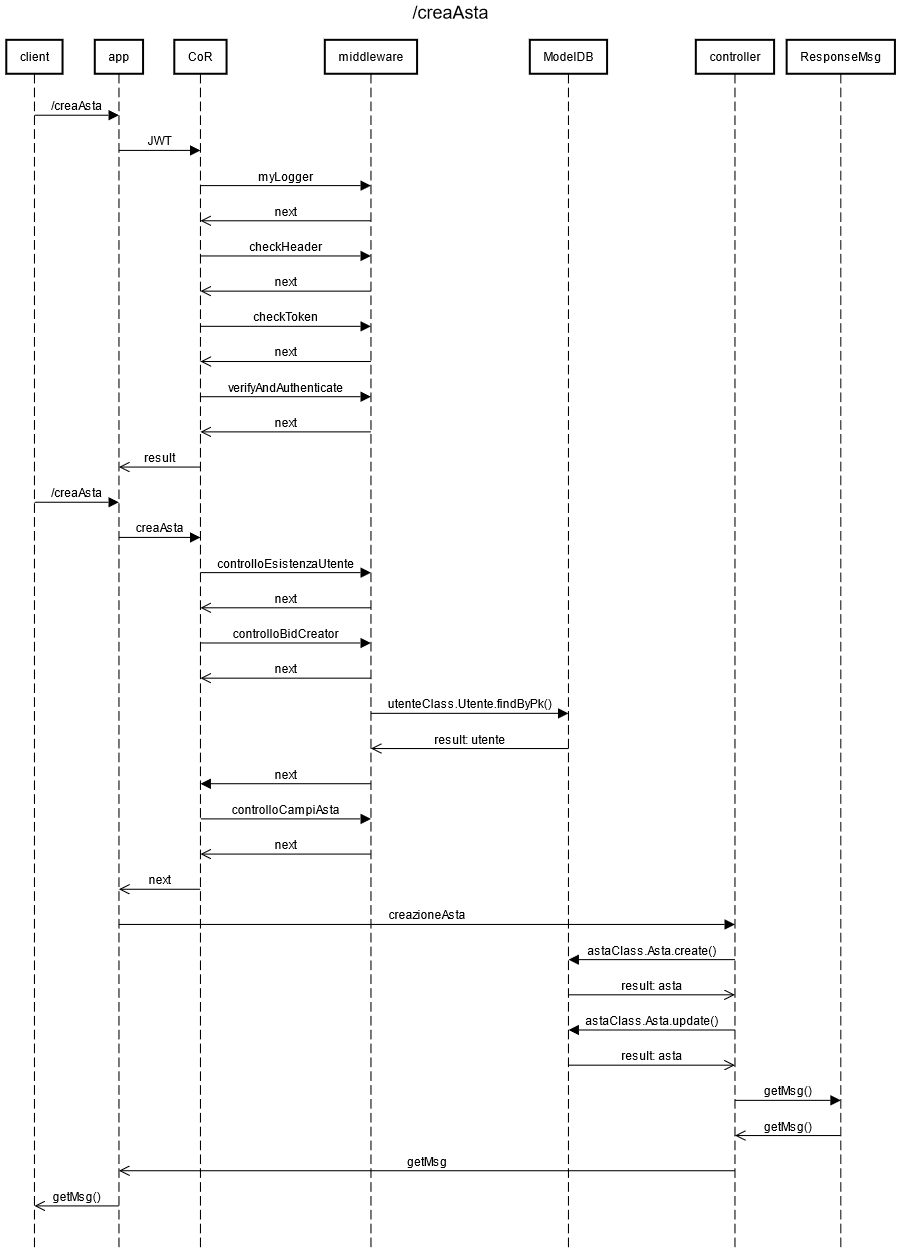 /creaAsta
client
app
CoR
middleware
ModelDB
controller
ResponseMsg
/creaAsta
JWT
myLogger
next
checkHeader
next
checkToken
next
verifyAndAuthenticate
next
result
/creaAsta
creaAsta
controlloEsistenzaUtente
next
controlloBidCreator
next
utenteClass.Utente.findByPk()
result: utente
next
controlloCampiAsta
next
next
creazioneAsta
astaClass.Asta.create()
result: asta
astaClass.Asta.update()
result: asta
getMsg()
getMsg()
getMsg
getMsg()